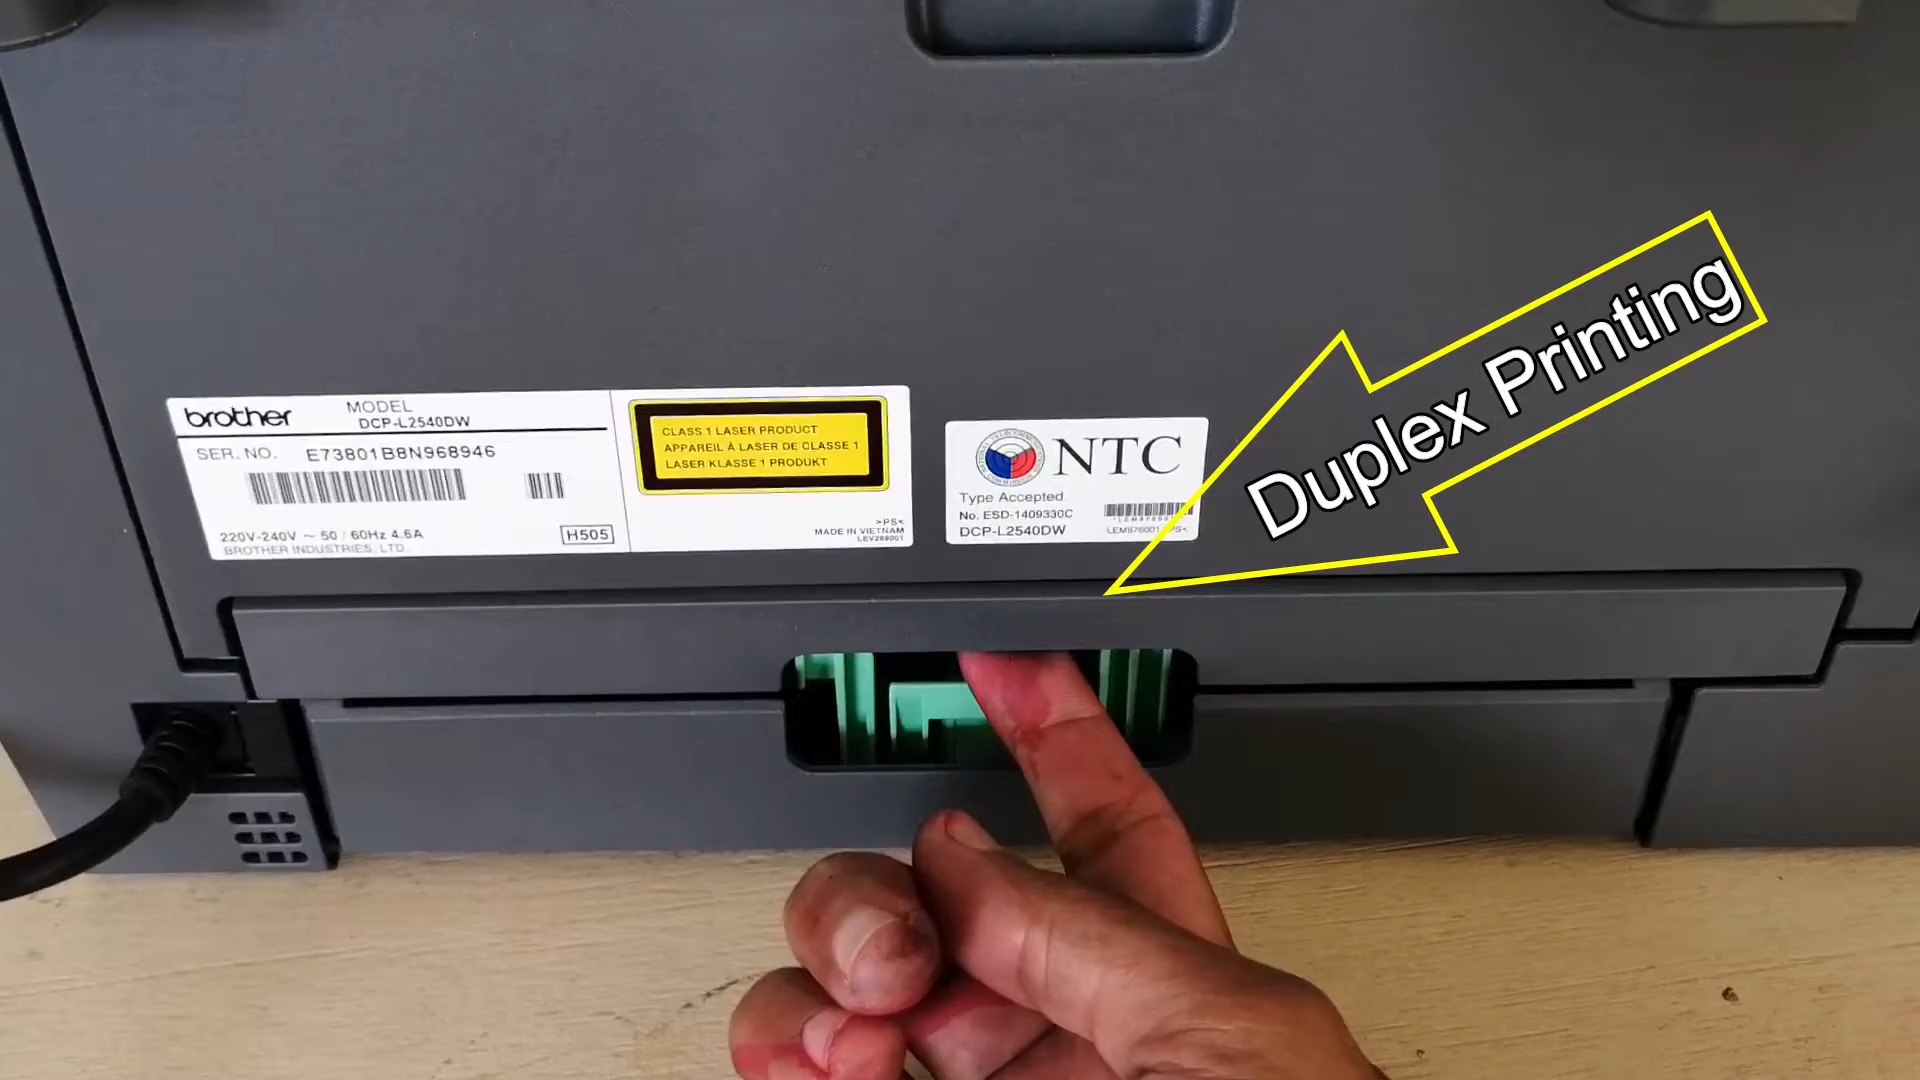 brother
MODEL
DCP-L2540DW
SER. NO. E73801B8N968946
220V-240V ~ 50 / 60Hz 4.6A
H505
BROTHER INDUSTRIES, LTD.
CLASS 1 LASER PRODUCT
APPAREIL À LASER DE CLASSE 1
LASER KLASSE 1 PRODUKT
>PS<
MADE IN VIETNAM
NTC
Type Accepted
No. ESD-1409330C
DCP-L2540DW
Duplex Printing